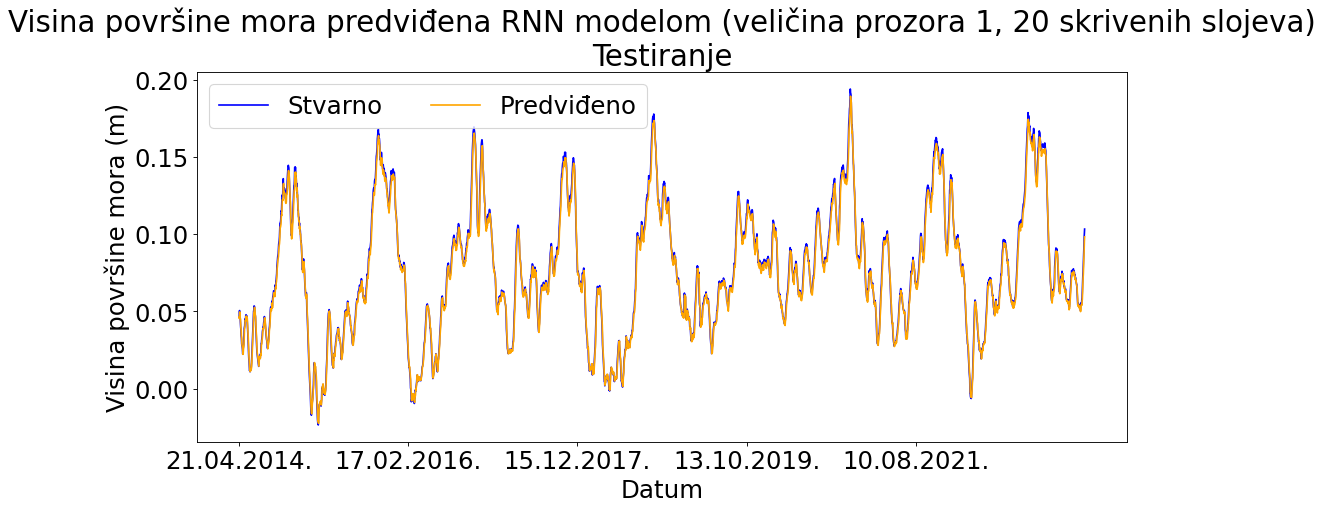 Visina površine mora predviđena RNN modelom (veličina prozora 1, 20 skrivenih slojeva)
Testiranje
Stvarno Predviđeno
Visina površine mora (m)
0.20
0.15
0.10
0.05
0.00
21.04.2014. 17.02.2016. 15.12.2017. 13.10.2019. 10.08.2021.
Datum